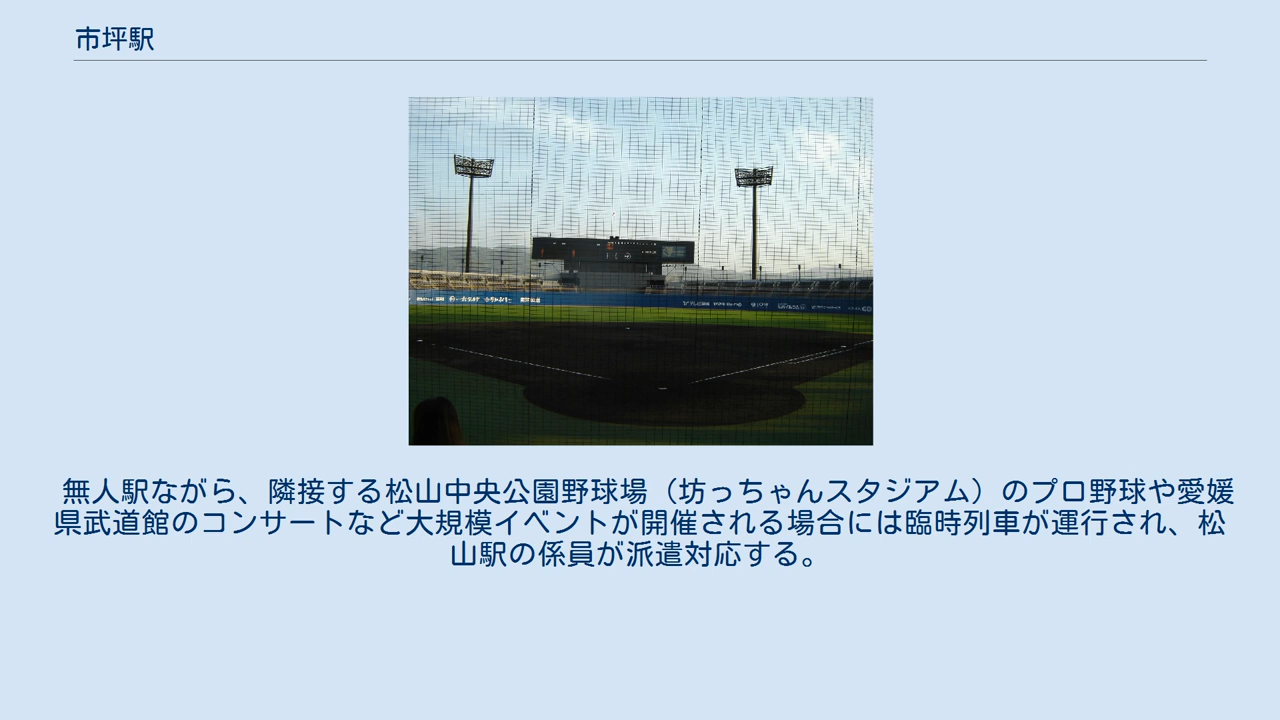 市坪駅
無人駅ながら、隣接する松山中央公園野球場（坊っちゃんスタジアム）のプロ野球や愛媛
県武道館のコンサートなど大規模イベントが開催される場合には臨時列車が運行され、松
山駅の係員が派遣対応する。